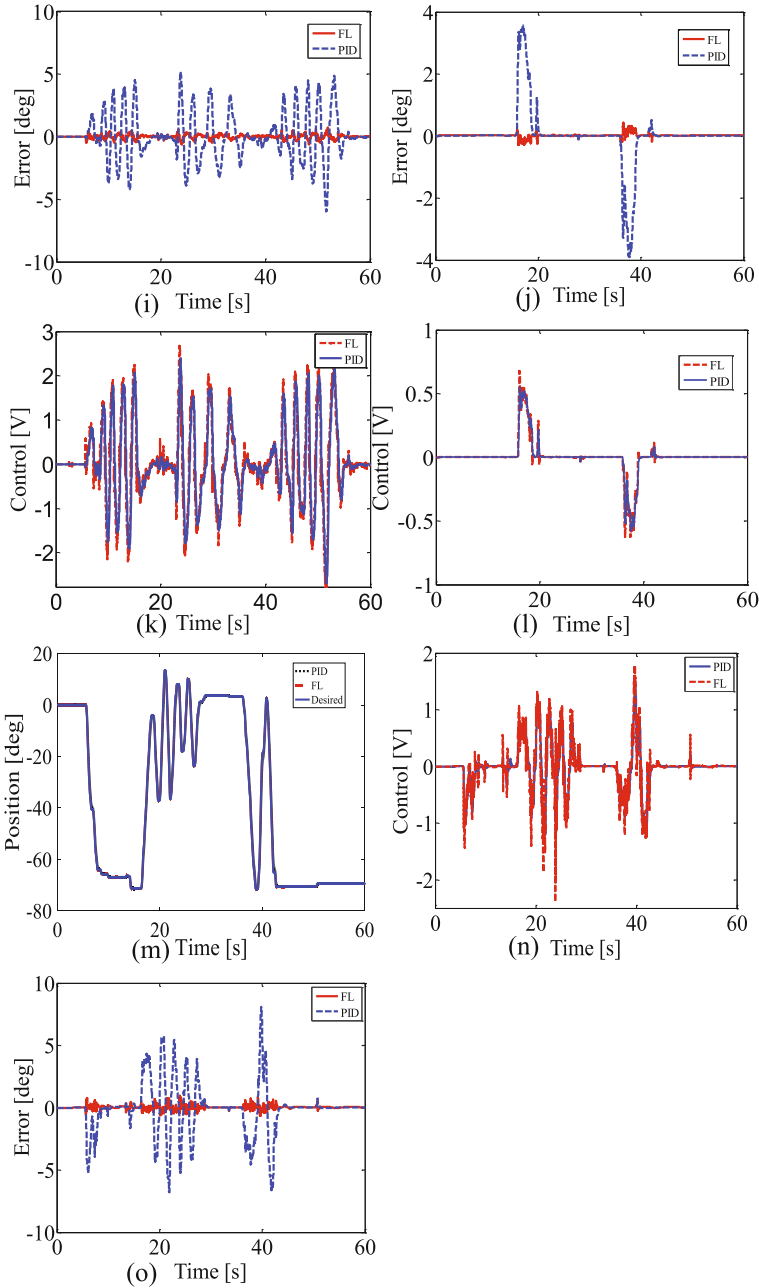 10
5
0
-5
-10
Error [deg]
FL
PID
0 20 40 60
(i) Time [s]
4
2
0
-2
-4
Error [deg]
FL
PID
0 20 40 60
(j) Time [s]
3
2
1
0
-1
-2
Control [V]
FL
PID
0 20 40 60
(k) Time [s]
1
0.5
0
-0.5
-1
Control [V]
FL
PID
0 20 40 60
(l) Time [s]
20
0
-20
-40
-60
-80
Position [deg]
PID
FL
Desired
0 20 40 60
(m) Time [s]
2
1
0
-1
-2
Control [V]
PID
FL
0 20 40 60
(n) Time [s]
10
5
0
-5
-10
Error [deg]
FL
PID
0 20 40 60
(o) Time [s]